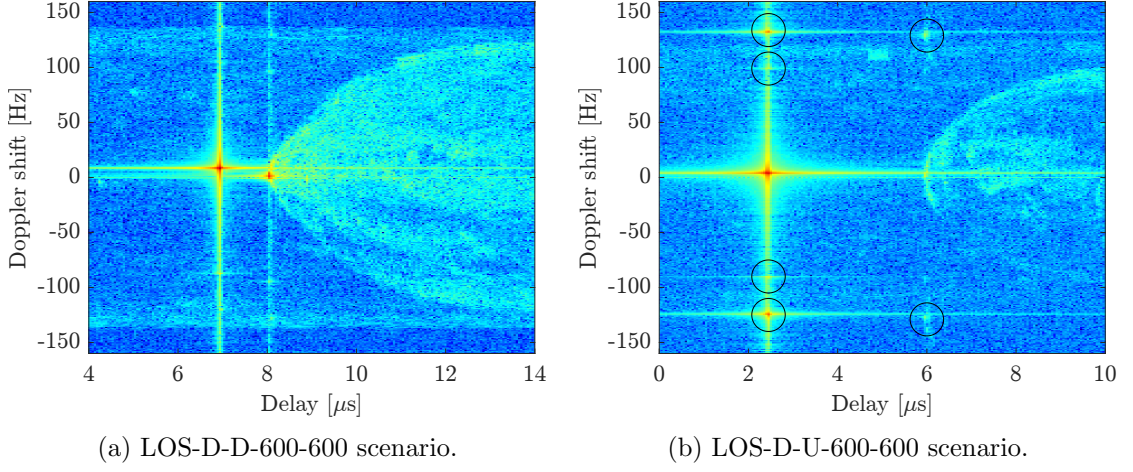 150
100
50
0
-50
-100
-150
Doppler shift [Hz]
4 6 8 10 12 14
Delay [μs]
(a) LOS-D-D-600-600 scenario.
150
100
50
0
-50
-100
-150
Doppler shift [Hz]
0 2 4 6 8 10
Delay [μs]
(b) LOS-D-U-600-600 scenario.